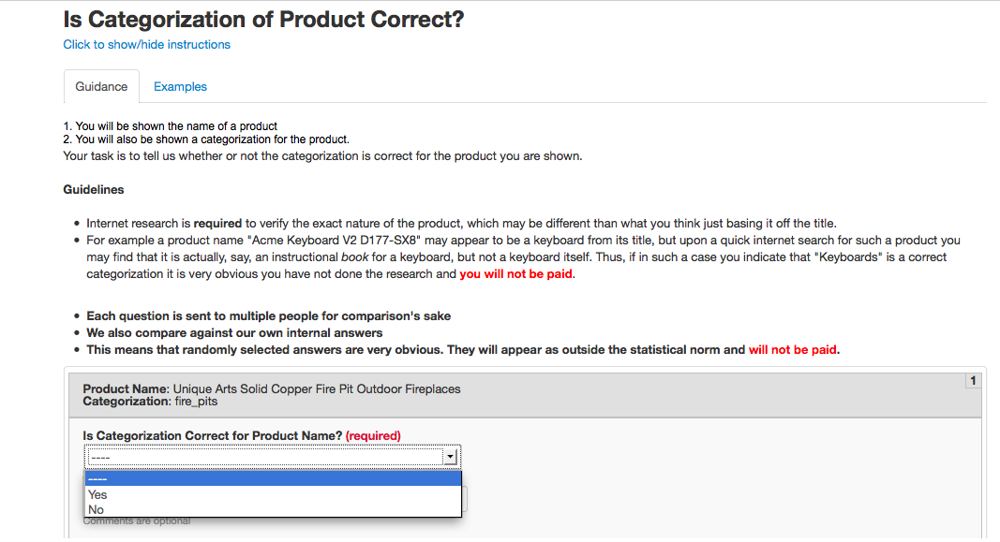 Is Categorization of Product Correct?
Click to show/hide instructions
Guidance Examples
1. You will be shown the name of a product
2. You will also be shown a categorization for the product.
Your task is to tell us whether or not the categorization is correct for the product you are shown.
Guidelines
• Internet research is required to verify the exact nature of the product, which may be different than what you think just basing it off the title.
• For example a product name "Acme Keyboard V2 D177-SX8" may appear to be a keyboard from its title, but upon a quick internet search for such a product you
may find that it is actually, say, an instructional book for a keyboard, but not a keyboard itself. Thus, if in such a case you indicate that "Keyboards" is a correct
categorization it is very obvious you have not done the research and you will not be paid.
• Each question is sent to multiple people for comparison's sake
• We also compare against our own internal answers
• This means that randomly selected answers are very obvious. They will appear as outside the statistical norm and will not be paid.
1
Product Name: Unique Arts Solid Copper Fire Pit Outdoor Fireplaces
Categorization: fire_pits
Is Categorization Correct for Product Name? (required)
----
----
Yes
No
Comments are optional